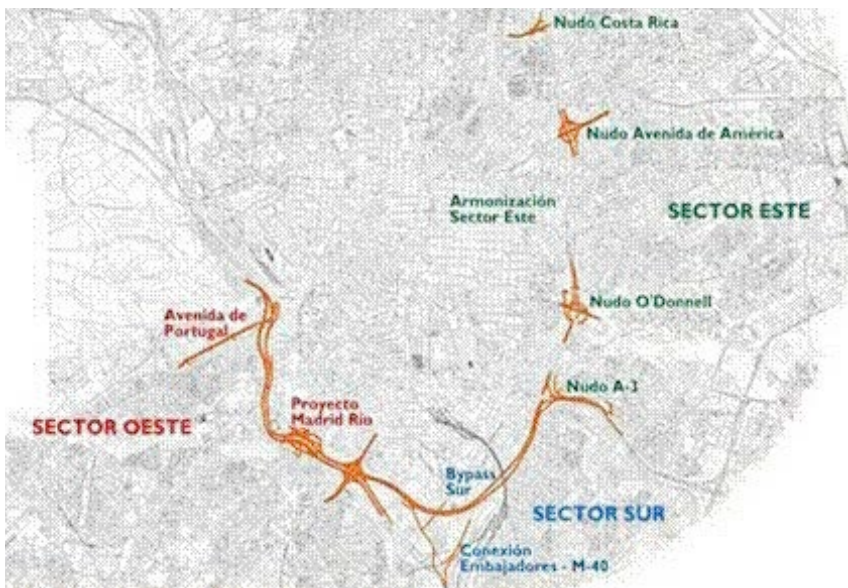 Nudo Costa Rica
Nudo Avenida de América
Armonización
Sector Este
SECTOR ESTE
Nudo O'Donnell
Avenida de
Portugal
Nudo A-3
Proyecto
Madrid Río
SECTOR OESTE
Bypass
Sur
SECTOR SUR
Conexión
Embajadores - M-40